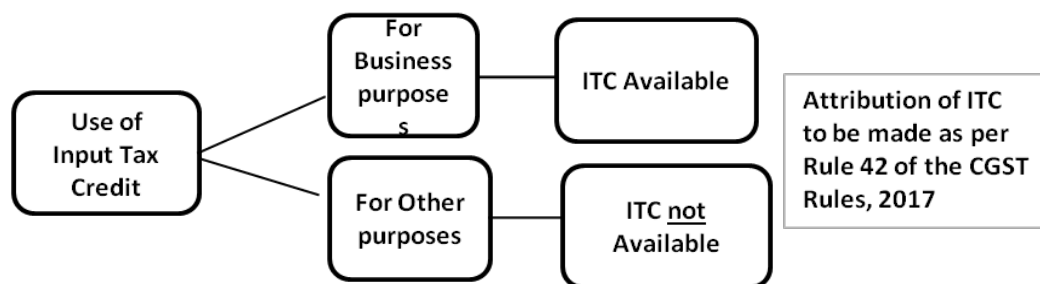 Use of
Input Tax
Credit
For
Business
purpose
s
ITC Available
For Other
purposes
ITC not
Available
Attribution of ITC
to be made as per
Rule 42 of the CGST
Rules, 2017